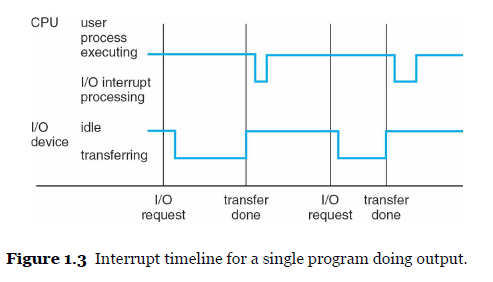 CPU user
process
executing
I/O interrupt
processing
I/O idle
device
transferring
I/O transfer I/O transfer
request done request done
Figure 1.3 Interrupt timeline for a single program doing output.